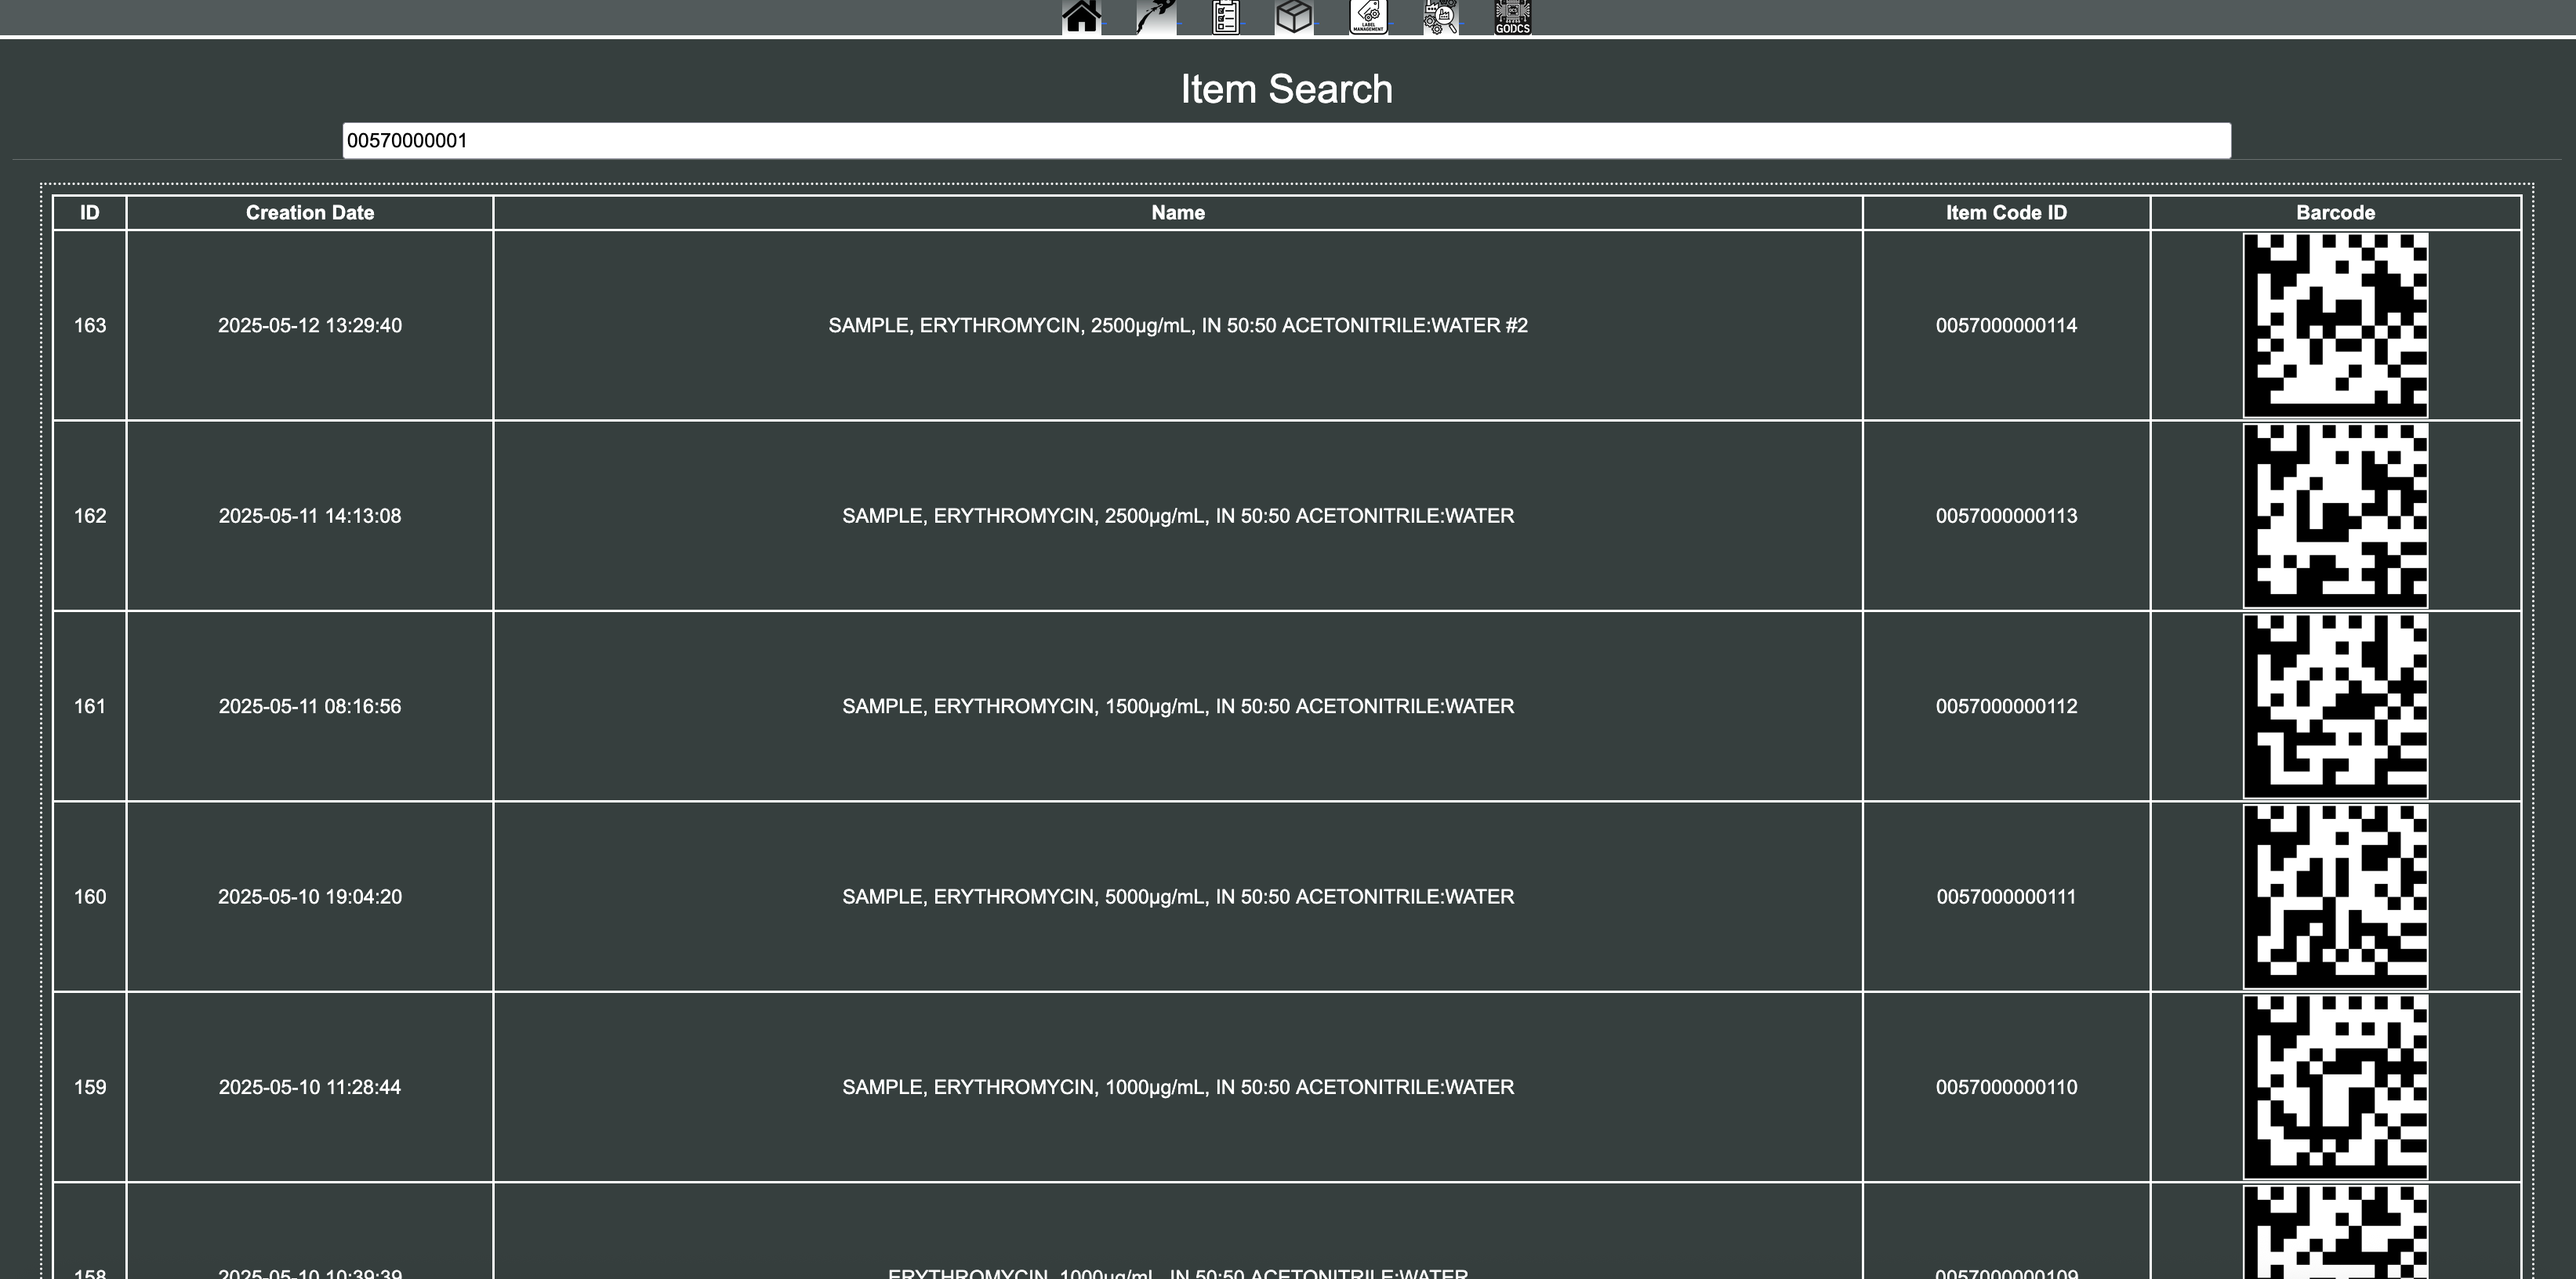 LABEL
MANAGEMENT
GODCS
Item Search
00570000001
ID Creation Date Name Item Code ID Barcode
163 2025-05-12 13:29:40 SAMPLE, ERYTHROMYCIN, 2500µg/mL, IN 50:50 ACETONITRILE:WATER #2 0057000000114
162 2025-05-11 14:13:08 SAMPLE, ERYTHROMYCIN, 2500µg/mL, IN 50:50 ACETONITRILE:WATER 0057000000113
161 2025-05-11 08:16:56 SAMPLE, ERYTHROMYCIN, 1500µg/mL, IN 50:50 ACETONITRILE:WATER 0057000000112
160 2025-05-10 19:04:20 SAMPLE, ERYTHROMYCIN, 5000µg/mL, IN 50:50 ACETONITRILE:WATER 0057000000111
159 2025-05-10 11:28:44 SAMPLE, ERYTHROMYCIN, 1000µg/mL, IN 50:50 ACETONITRILE:WATER 0057000000110
158 2025-05-10 10:39:39 ERYTHROMYCIN, 1000µg/mL, IN 50:50 ACETONITRILE:WATER 0057000000109